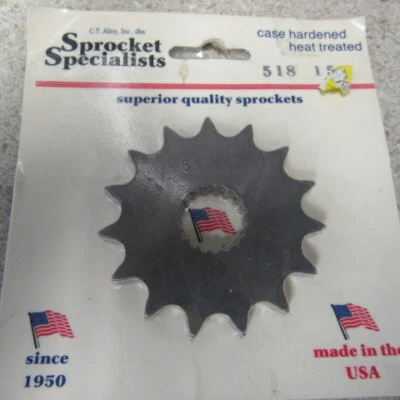 C.T. Alloy, Inc. dba
Sprocket
Specialists
case hardened
heat treated
518 15
superior quality sprockets
51
since
1950
made in the
USA